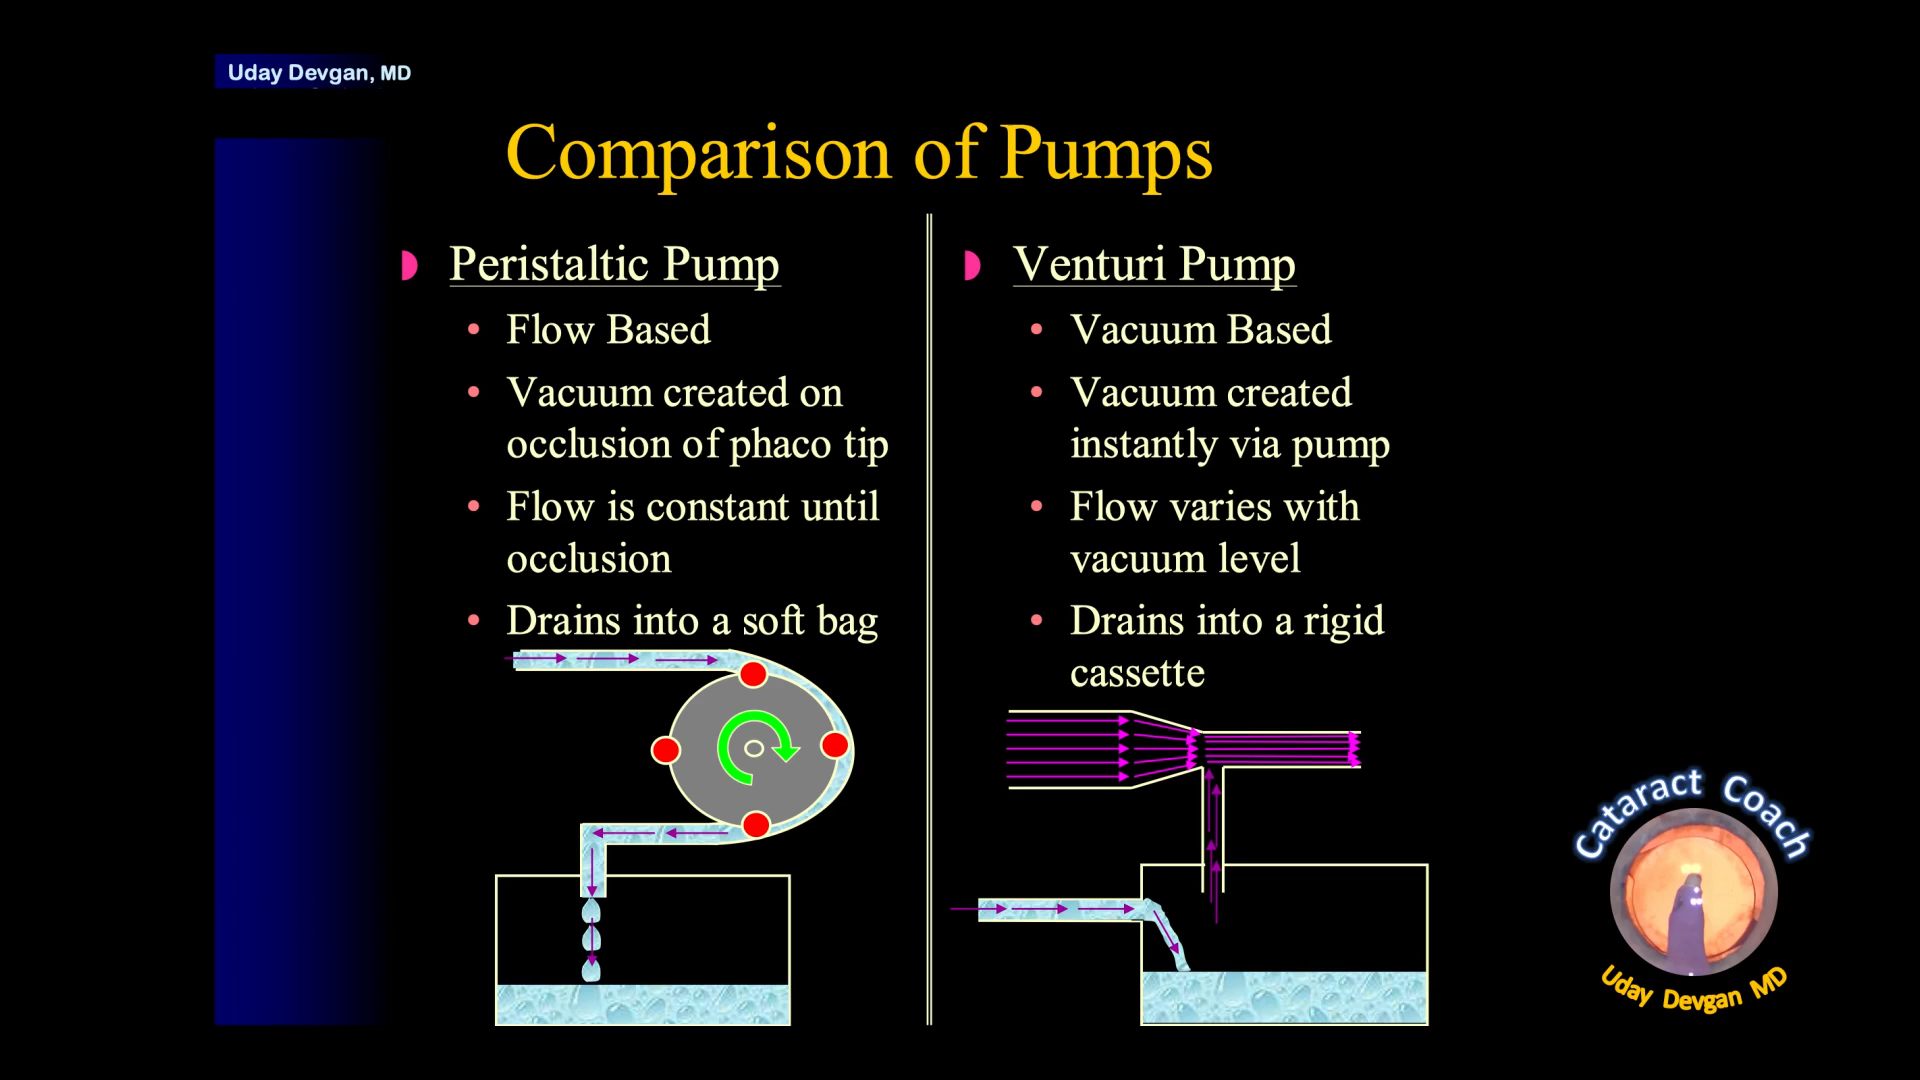 Uday Devgan, MD
Comparison of Pumps
Peristaltic Pump
• Flow Based
• Vacuum created on
occlusion of phaco tip
• Flow is constant until
occlusion
• Drains into a soft bag
Venturi Pump
• Vacuum Based
• Vacuum created
instantly via pump
• Flow varies with
vacuum level
• Drains into a rigid
cassette
Cataract Coach
Uday Devgan MD